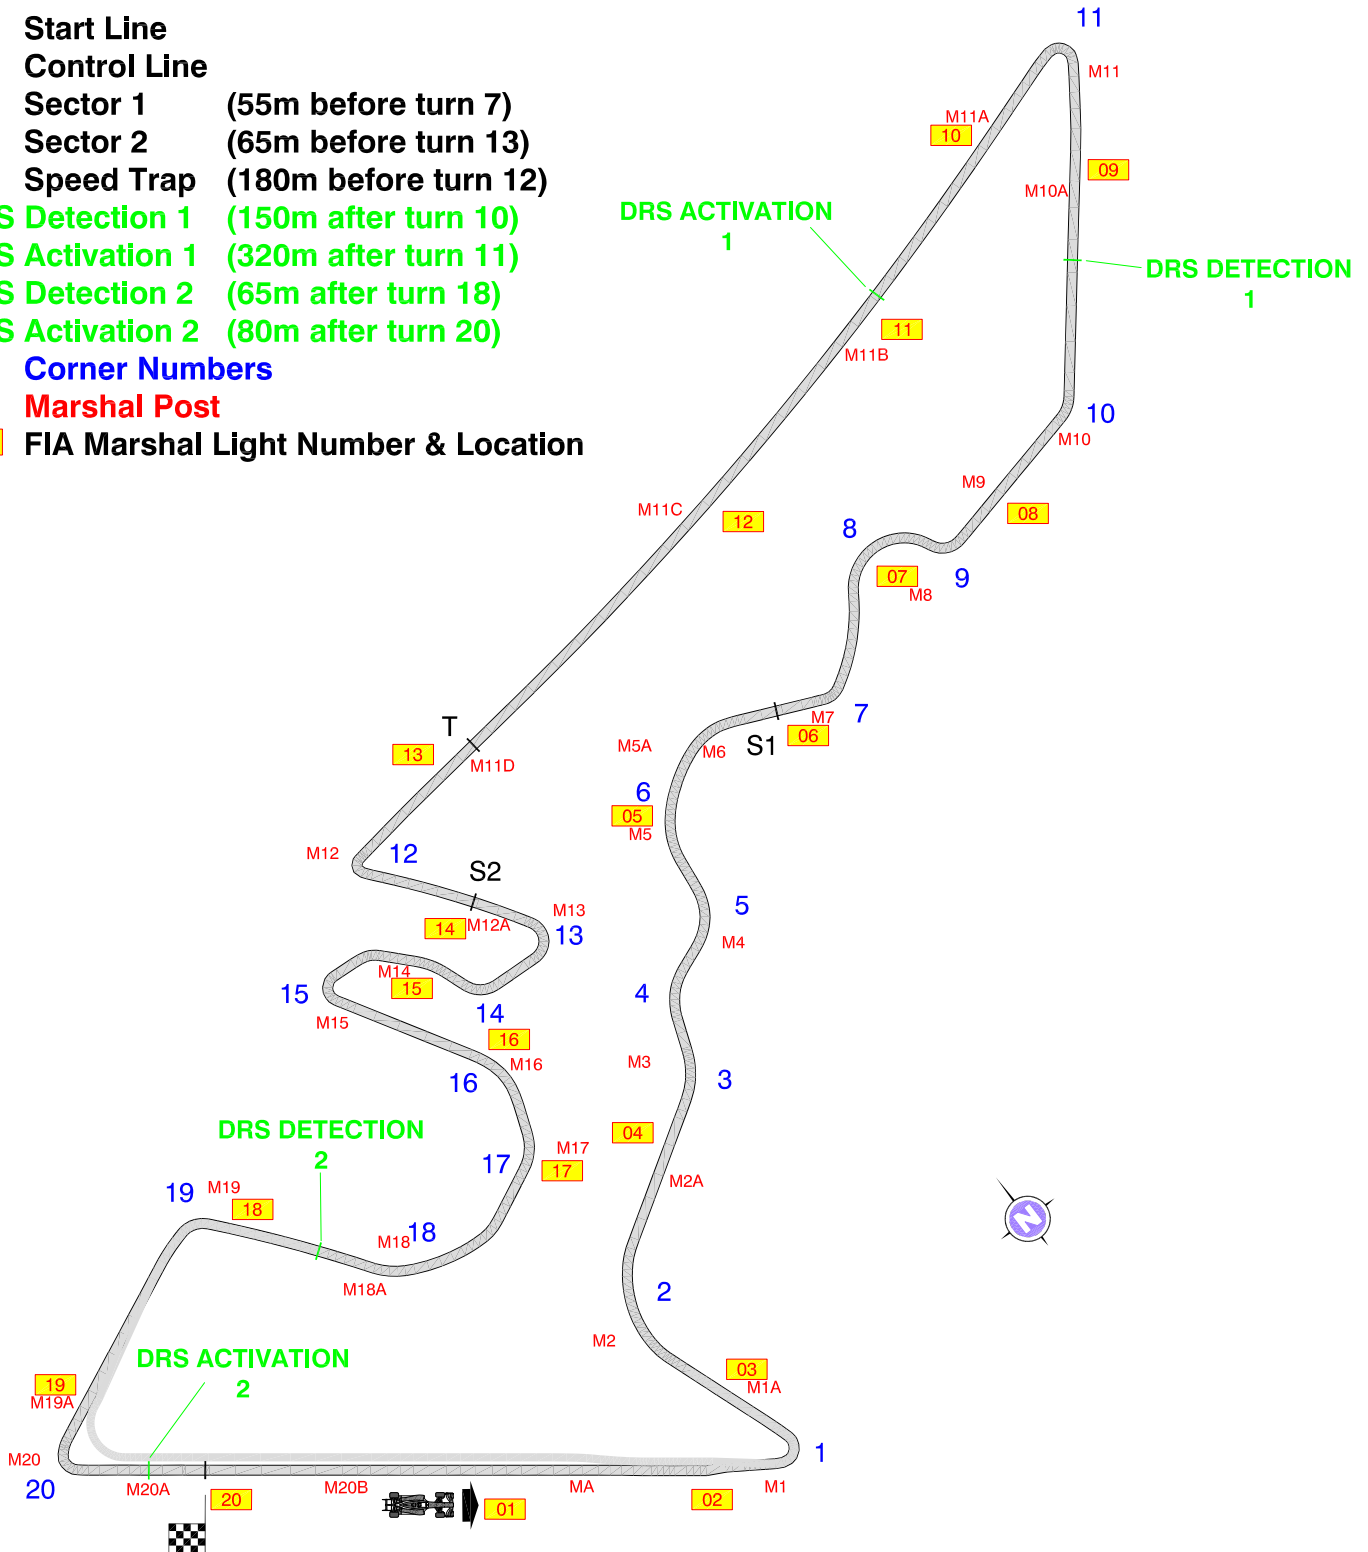 Start Line
Control Line
Sector 1 (55m before turn 7)
Sector 2 (65m before turn 13)
Speed Trap (180m before turn 12)
S Detection 1 (150m after turn 10)
S Activation 1 (320m after turn 11)
S Detection 2 (65m after turn 18)
S Activation 2 (80m after turn 20)
Corner Numbers
Marshal Post
FIA Marshal Light Number & Location
11
M11
M11A
10
09
M10A
DRS ACTIVATION
1
DRS DETECTION
1
11
M11B
10
M10
M9
08
M11C
12
8
07
M8
9
7
M7
06
S1
M5A
M6
T
13
M11D
6
05
M5
M12
12
S2
5
M4
14
M12A
M13
13
M14
15
15
14
M15
4
16
M16
16
M3
3
DRS DETECTION
2
04
M17
17
17
M2A
19
M19
18
M18
18
M18A
N
2
M2
DRS ACTIVATION
2
03
M1A
19
M19A
M20
20
M20A
20
M20B
01
MA
02
M1
1